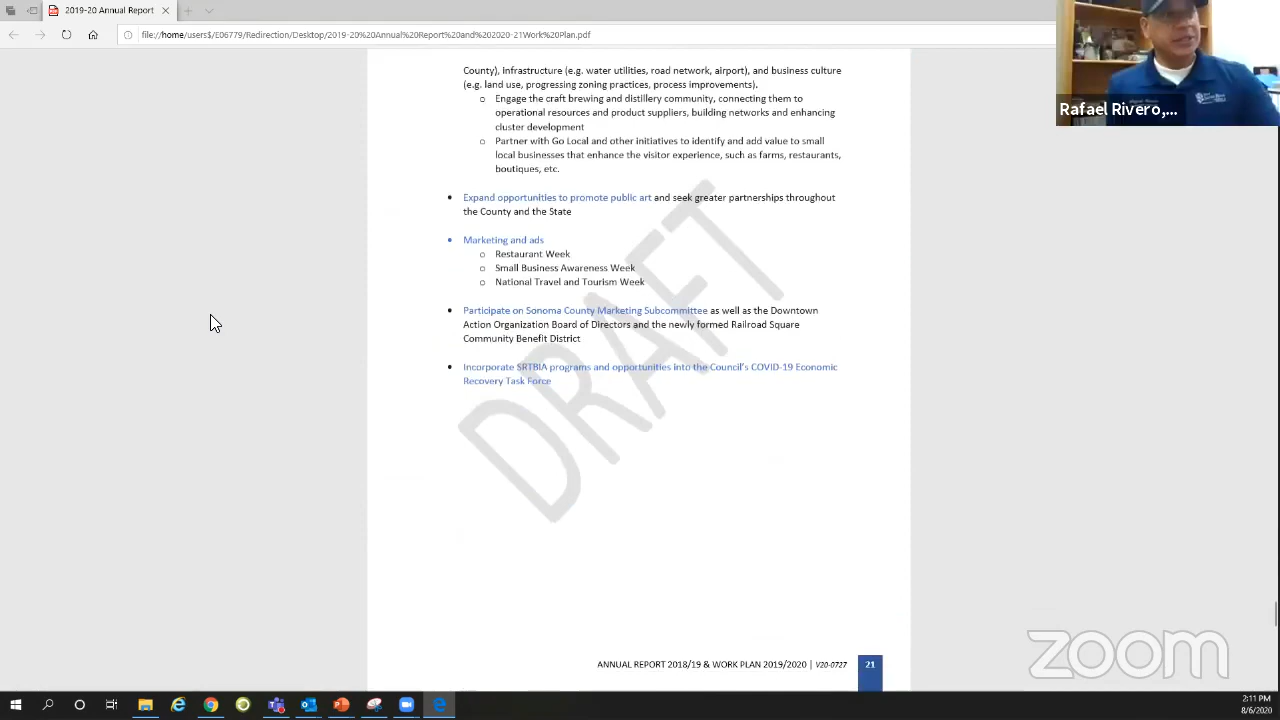 2019-20 Annual Report
file://home/users$/E06779/Redirection/Desktop/2019-20%20Annual%20Report%20and%202020-21Work%20Plan.pdf
Rafael Rivero,...
County), infrastructure (e.g. water utilities, road network, airport), and business culture
(e.g. land use, progressing zoning practices, process improvements).
o Engage the craft brewing and distillery community, connecting them to
operational resources and product suppliers, building networks and enhancing
cluster development
o Partner with Go Local and other initiatives to identify and add value to small
local businesses that enhance the visitor experience, such as farms, restaurants,
boutiques, etc.
• Expand opportunities to promote public art and seek greater partnerships throughout
the County and the State
• Marketing and ads
o Restaurant Week
o Small Business Awareness Week
o National Travel and Tourism Week
• Participate on Sonoma County Marketing Subcommittee as well as the Downtown
Action Organization Board of Directors and the newly formed Railroad Square
Community Benefit District
• Incorporate SRTBIA programs and opportunities into the Council's COVID-19 Economic
Recovery Task Force
DRAFT
ANNUAL REPORT 2018/19 & WORK PLAN 2019/2020 | V20-0727 21
zoom
2:11 PM
8/6/2020